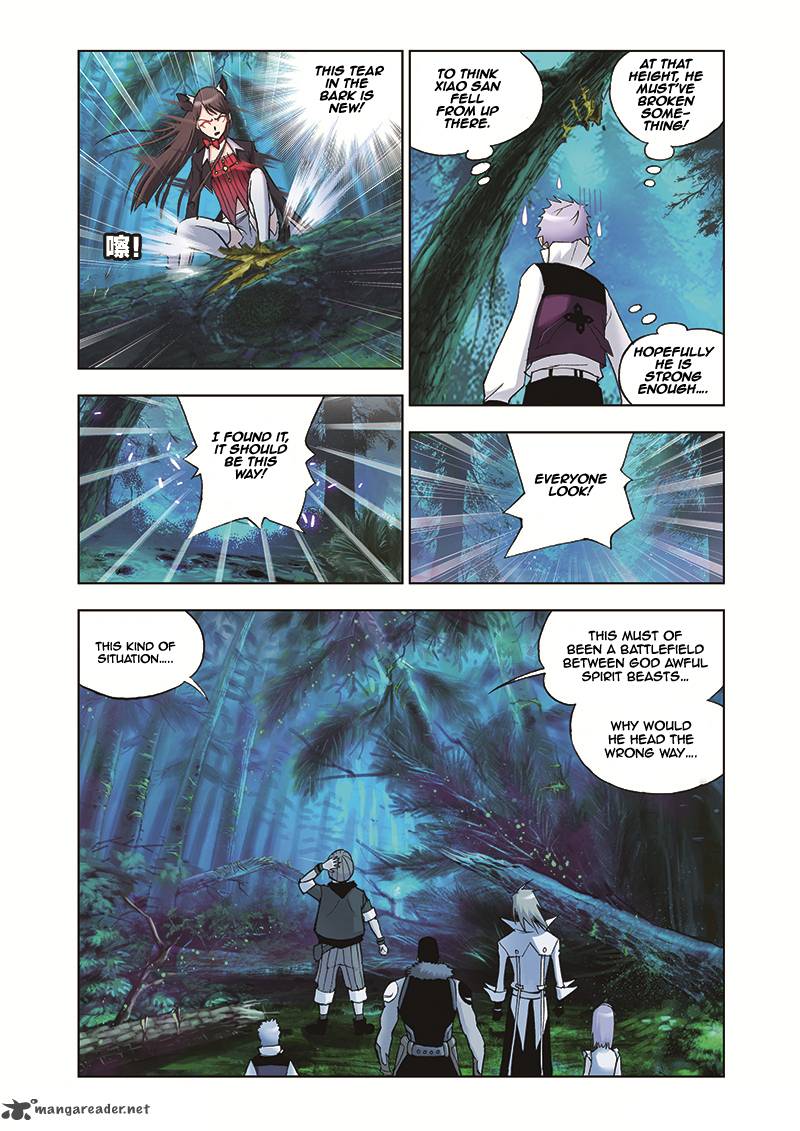 THIS TEAR
IN THE
BARK IS
NEW!
嚓!
TO THINK
XIAO SAN
FELL
FROM UP
THERE.
AT THAT
HEIGHT, HE
MUST'VE
BROKEN
SOME-
THING!
HOPEFULLY
HE IS
STRONG
ENOUGH....
I FOUND IT,
IT SHOULD
BE THIS
WAY!
EVERYONE
LOOK!
THIS KIND OF
SITUATION.....
THIS MUST OF
BEEN A BATTLEFIELD
BETWEEN GOD AWFUL
SPIRIT BEASTS...
WHY WOULD
HE HEAD THE
WRONG WAY....
mangareader.net